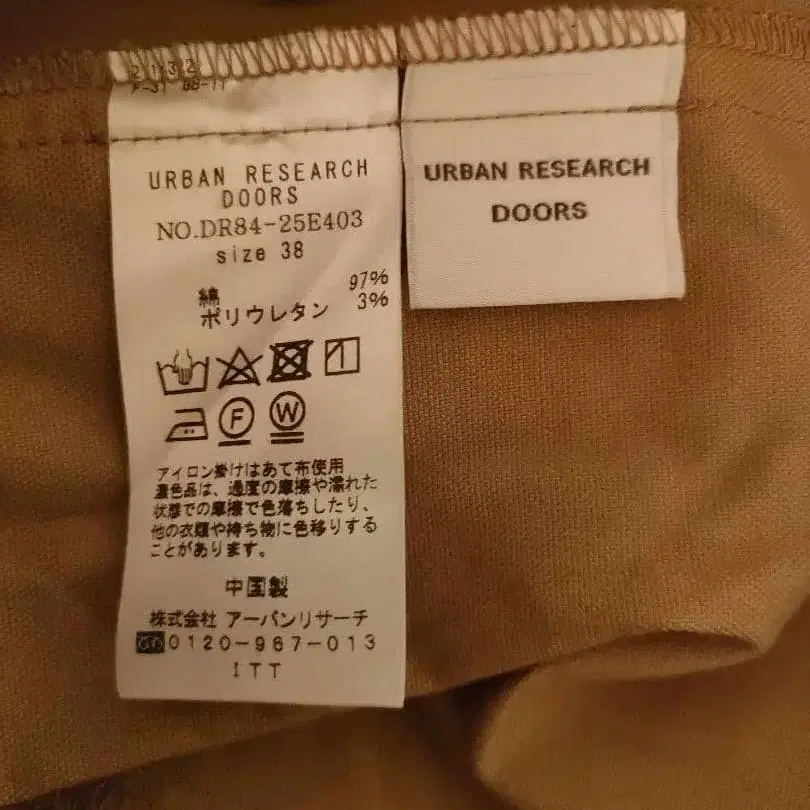 URBAN RESEARCH
DOORS
NO.DR84-25E403
size 38
綿 97%
ポリウレタン 3%
F W
アイロン掛けはあて布使用
濃色品は、過度の摩擦や濡れた
状態での摩擦で色落ちしたり、
他の衣類や持ち物に色移りする
ことがあります。
中国製
株式会社 アーバンリサーチ
0120-967-013
ITT
URBAN RESEARCH
DOORS